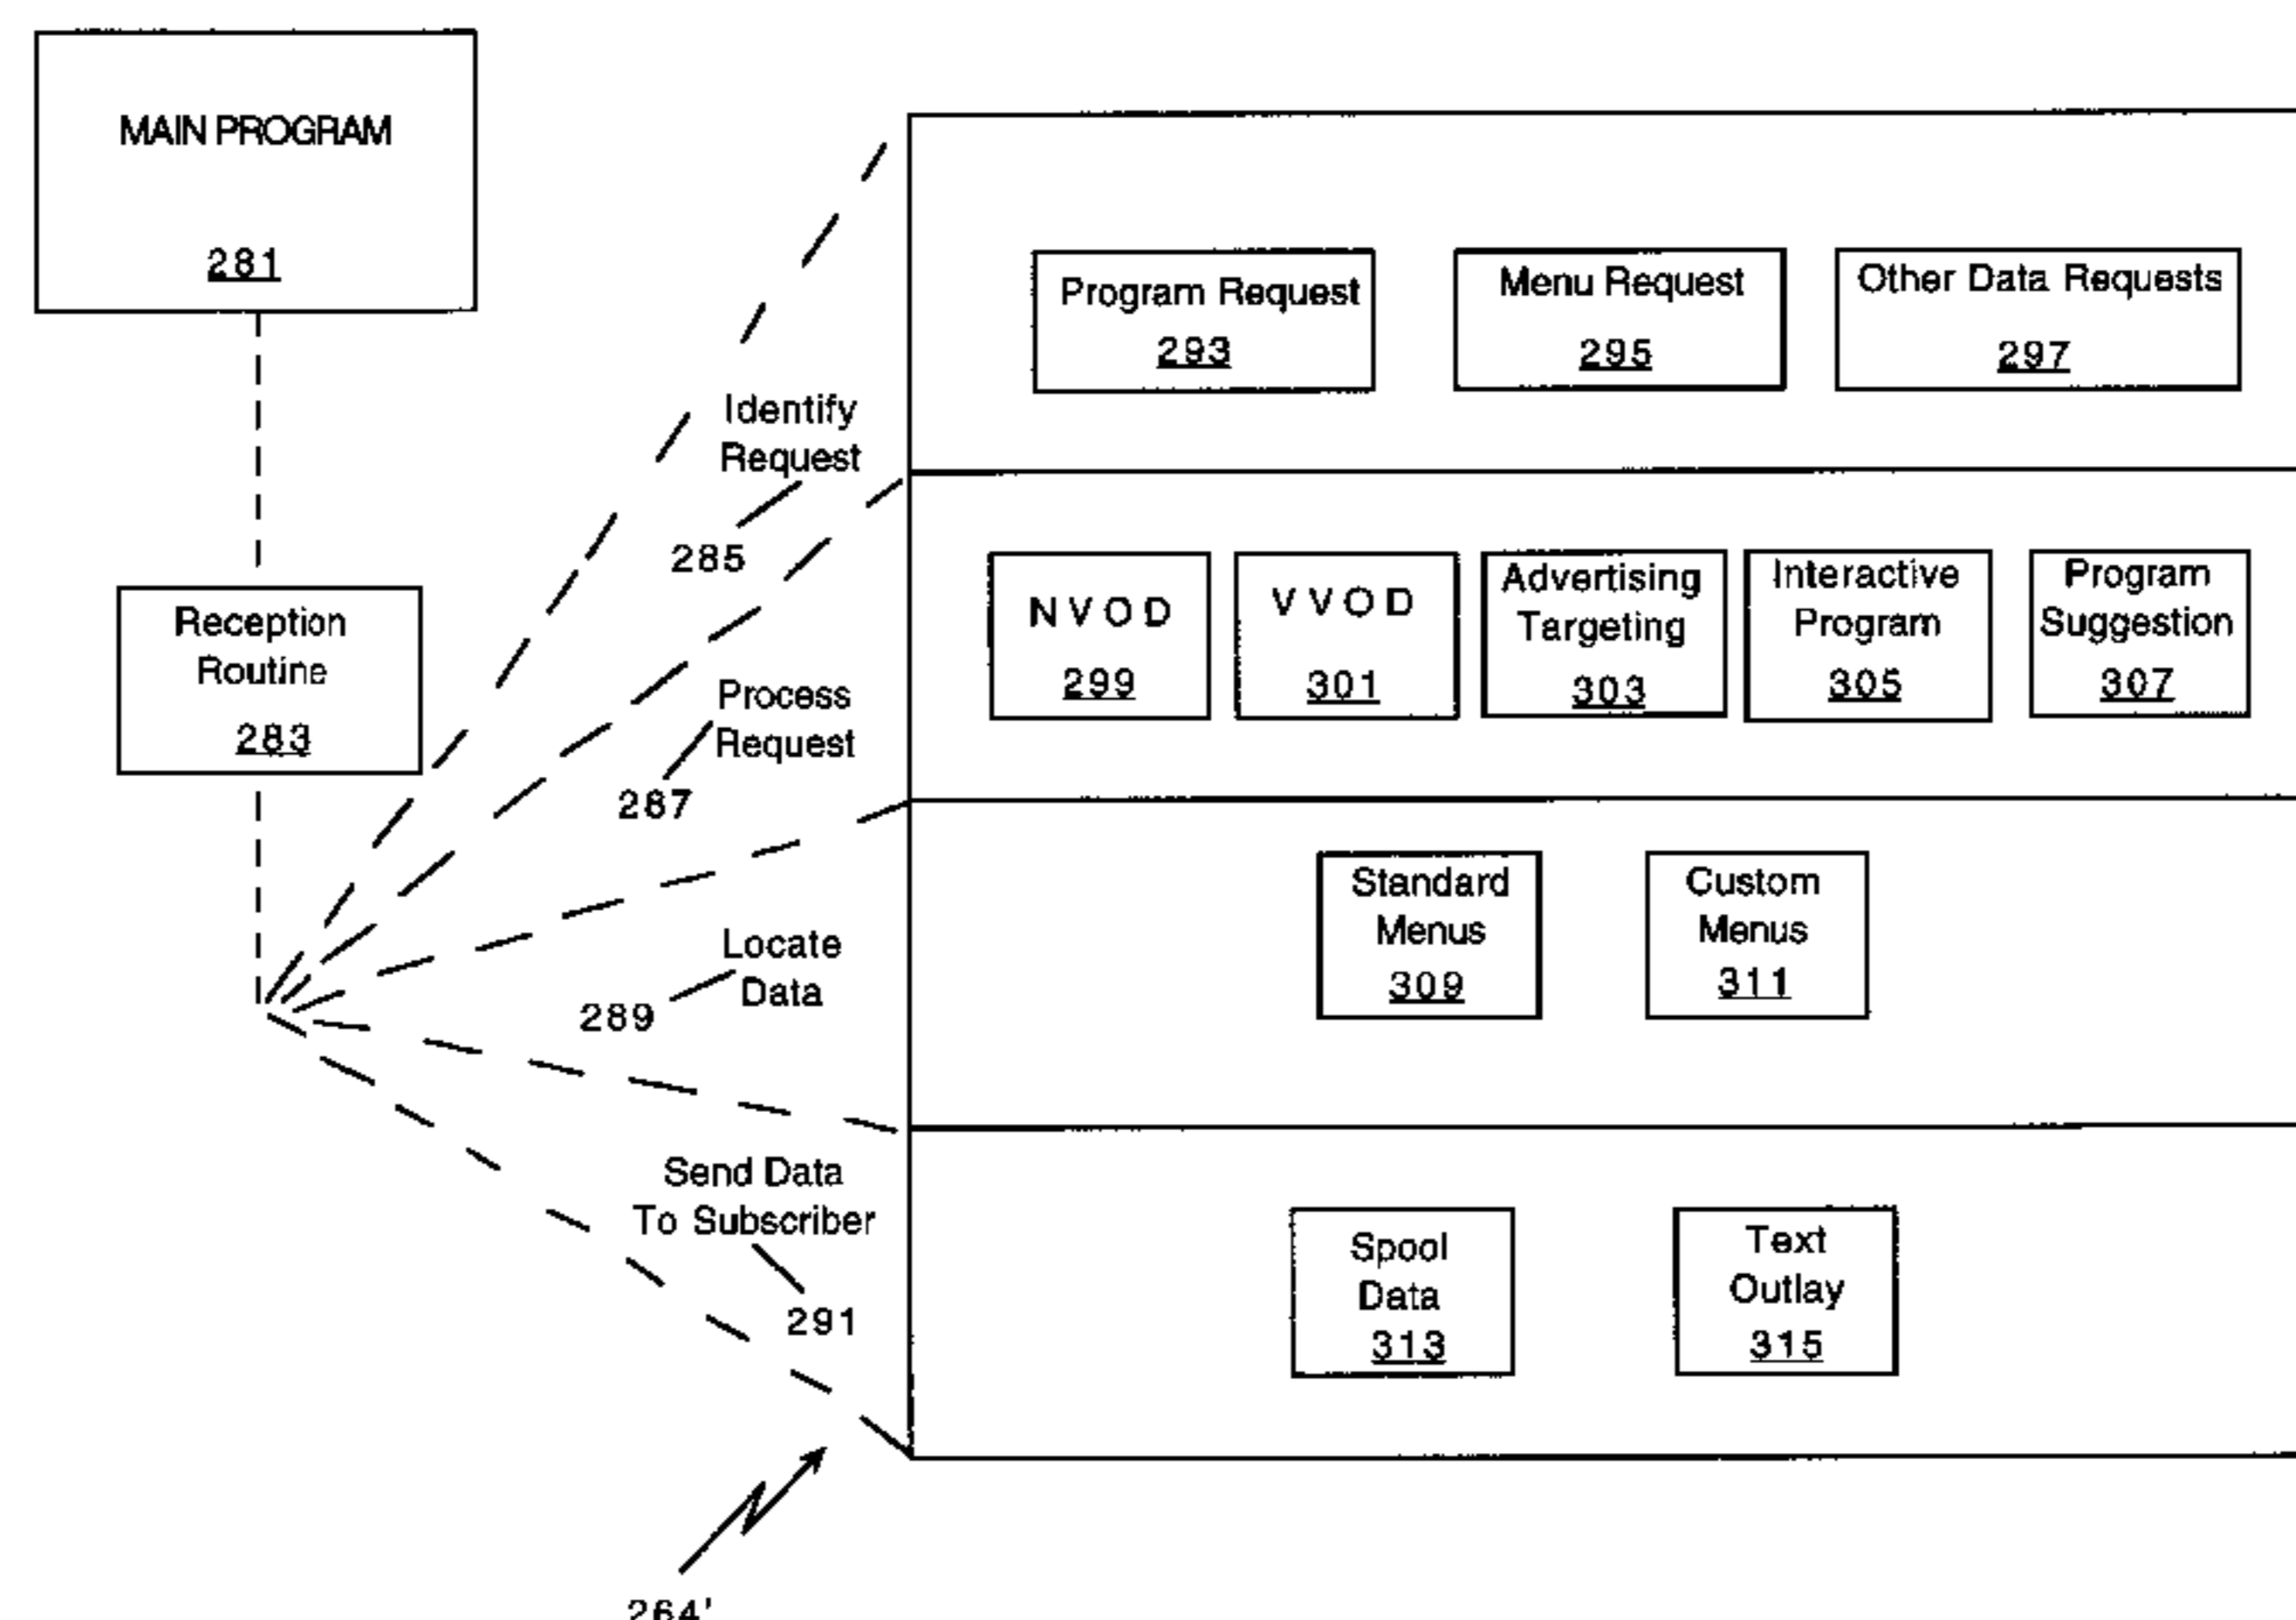 MAIN PROGRAM
281
Reception
Routine
283
Identify
Request
285
Process
Request
287
Locate
Data
289
Send Data
To Subscriber
291
264'
Program Request
293
Menu Request
295
Other Data Requests
297
NVOD
299
VVOD
301
Advertising
Targeting
303
Interactive
Program
305
Program
Suggestion
307
Standard
Menus
309
Custom
Menus
311
Spool
Data
313
Text
Outlay
315